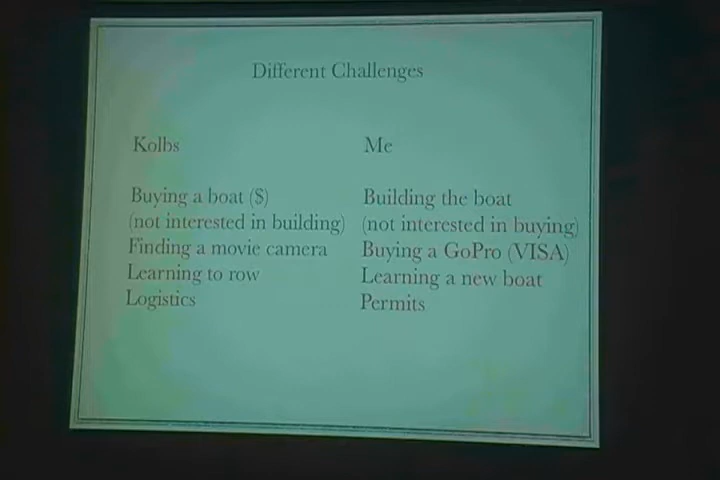 Different Challenges
Kolbs Me
Buying a boat ($) Building the boat
(not interested in building) (not interested in buying)
Finding a movie camera Buying a GoPro (VISA)
Learning to row Learning a new boat
Logistics Permits